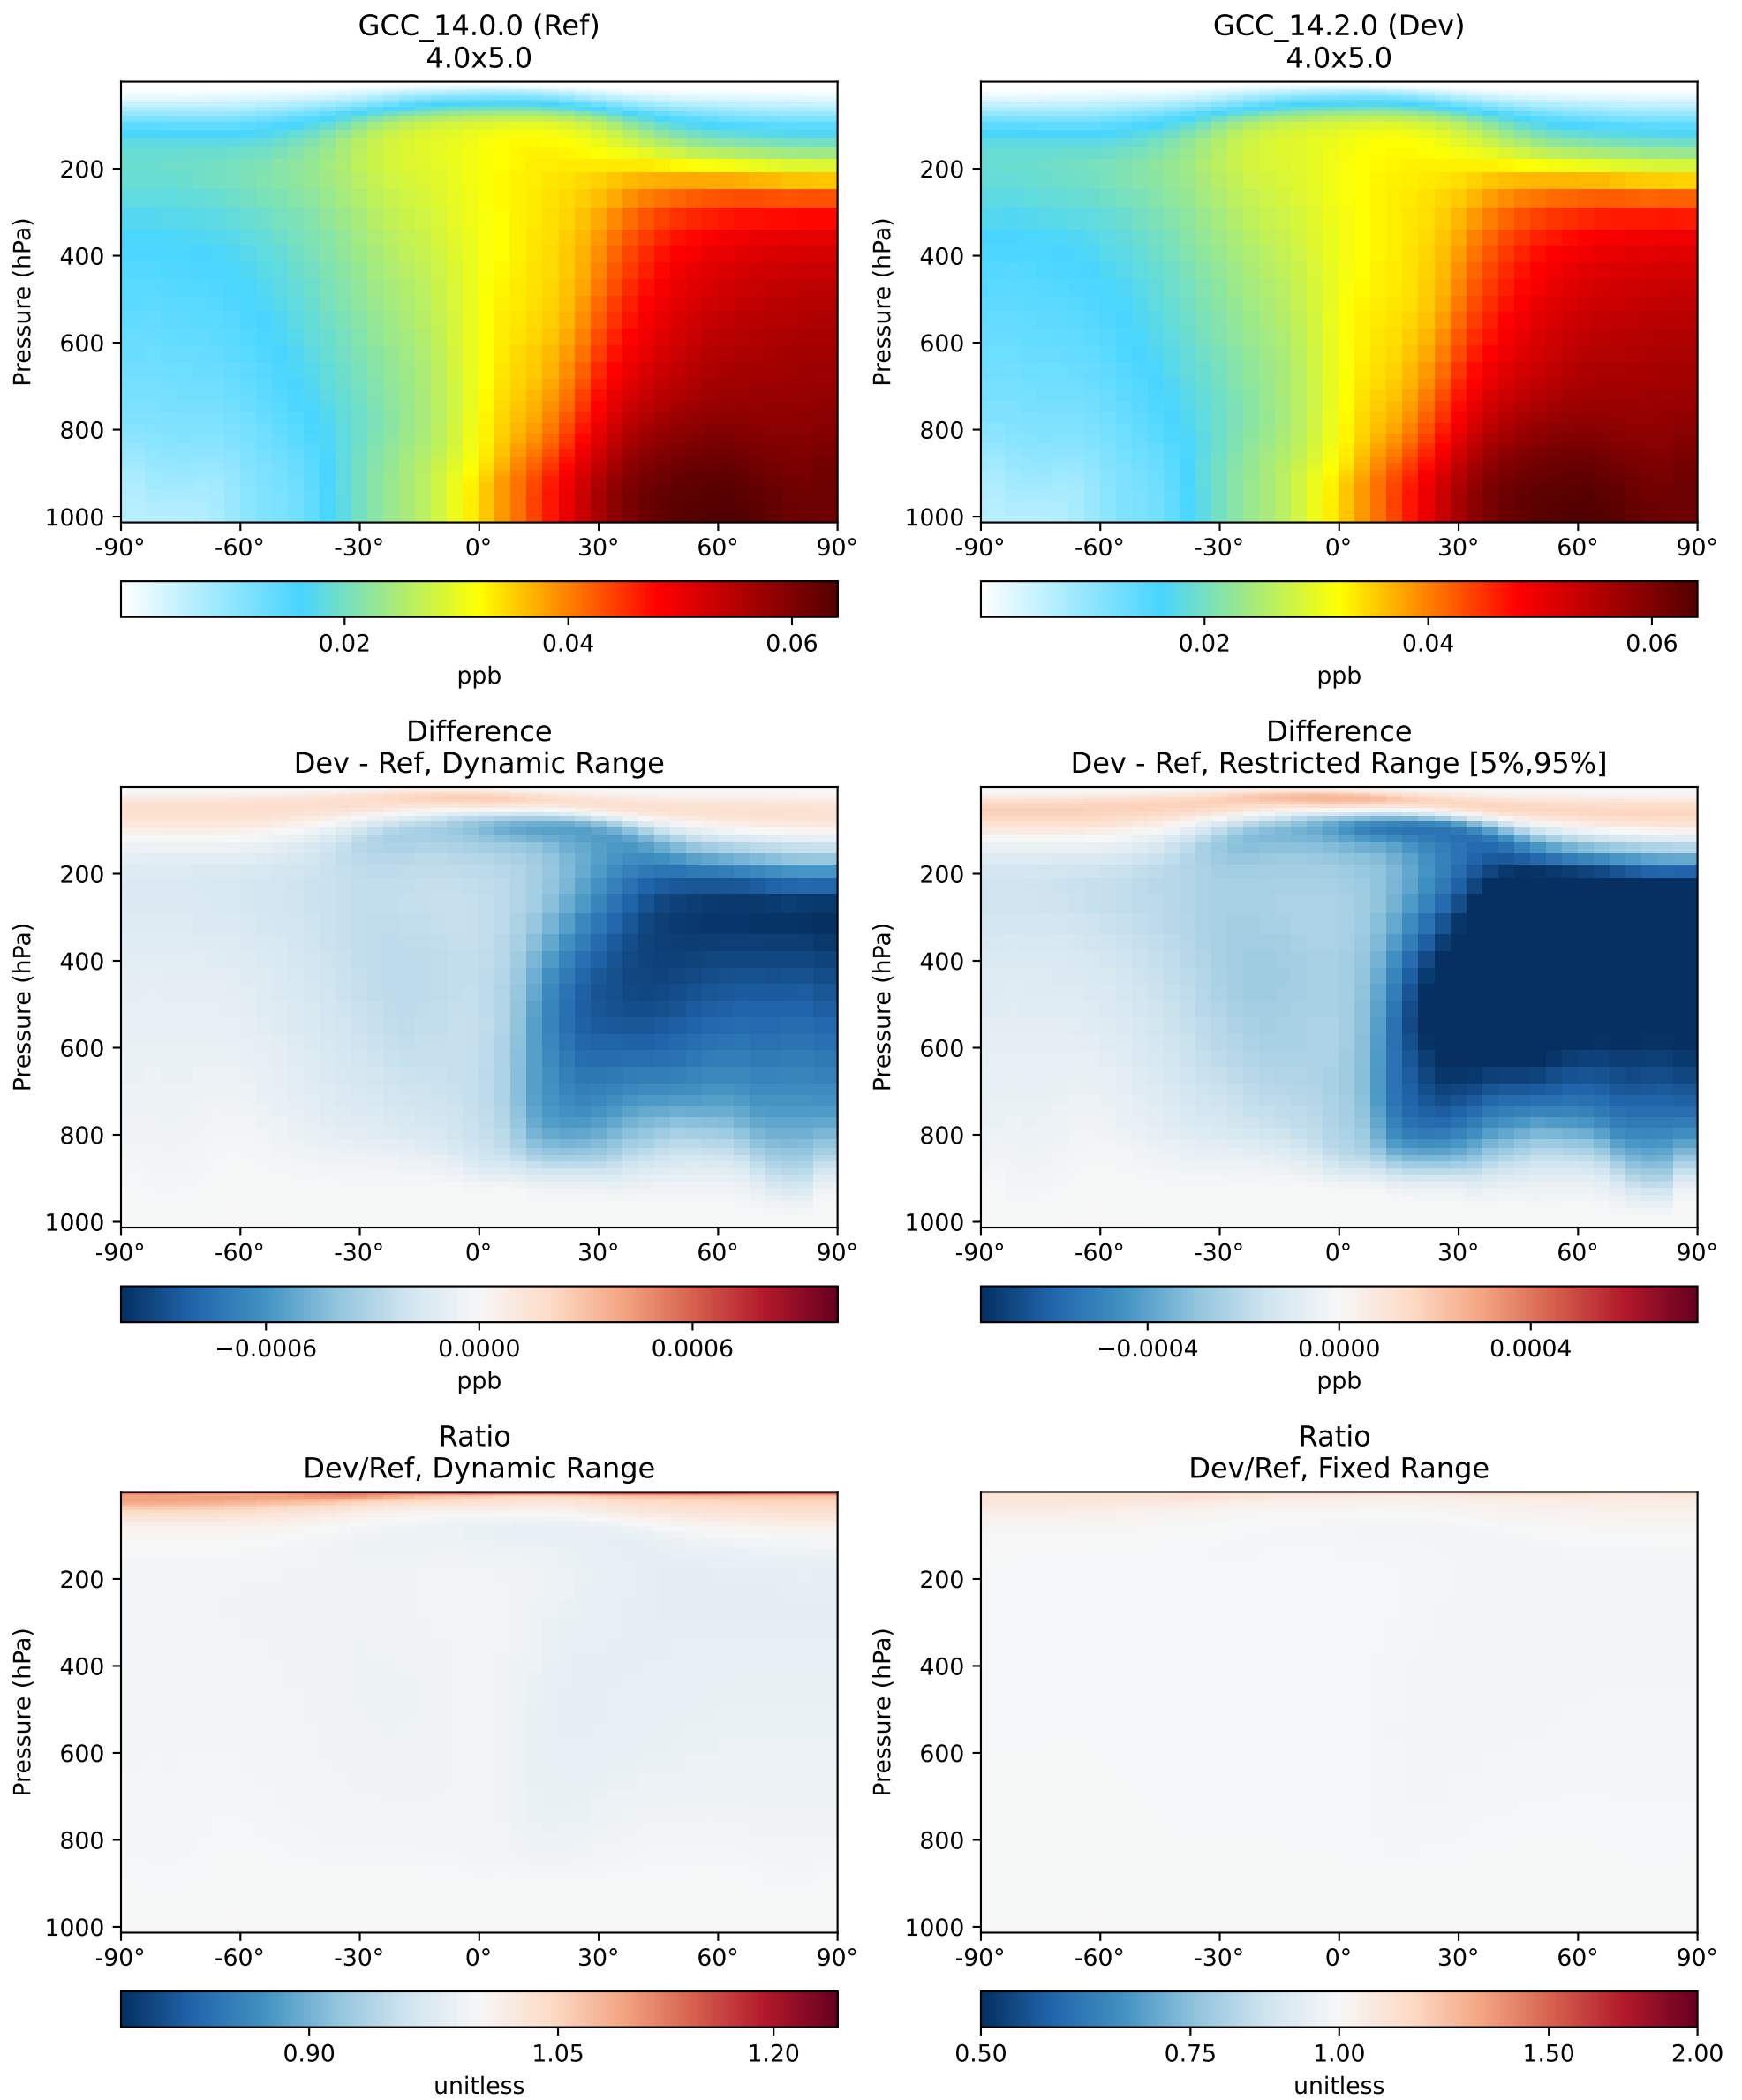 GCC_14.0.0 (Ref)
4.0x5.0
GCC_14.2.0 (Dev)
4.0x5.0
Pressure (hPa)
200
400
600
800
1000
-90° -60° -30° 0° 30° 60° 90°
0.02 0.04 0.06
ppb
Pressure (hPa)
200
400
600
800
1000
-90° -60° -30° 0° 30° 60° 90°
0.02 0.04 0.06
ppb
Difference
Dev - Ref, Dynamic Range
Pressure (hPa)
200
400
600
800
1000
-90° -60° -30° 0° 30° 60° 90°
−0.0006 0.0000 0.0006
ppb
Difference
Dev - Ref, Restricted Range [5%,95%]
Pressure (hPa)
200
400
600
800
1000
-90° -60° -30° 0° 30° 60° 90°
−0.0004 0.0000 0.0004
ppb
Ratio
Dev/Ref, Dynamic Range
Pressure (hPa)
200
400
600
800
1000
-90° -60° -30° 0° 30° 60° 90°
0.90 1.05 1.20
unitless
Ratio
Dev/Ref, Fixed Range
Pressure (hPa)
200
400
600
800
1000
-90° -60° -30° 0° 30° 60° 90°
0.50 0.75 1.00 1.50 2.00
unitless